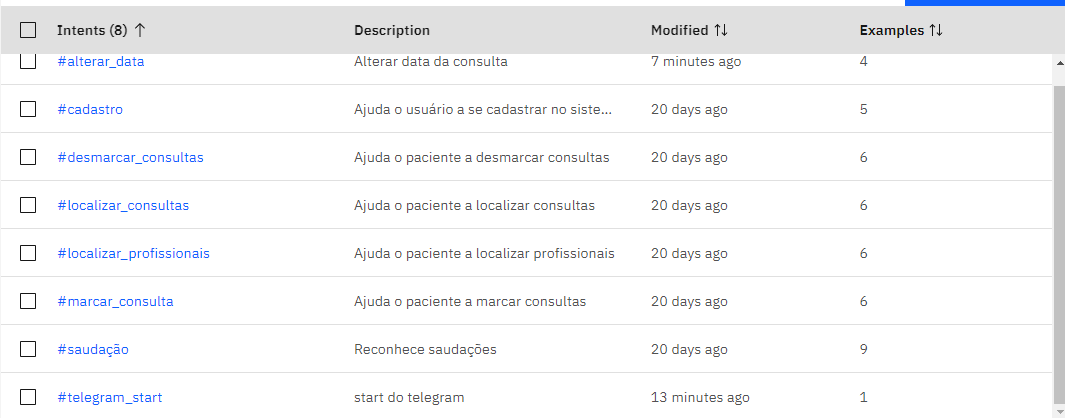 Intents (8) Description Modified Examples
#alterar_data Alterar data da consulta 7 minutes ago 4
#cadastro Ajuda o usuário a se cadastrar no siste... 20 days ago 5
#desmarcar_consultas Ajuda o paciente a desmarcar consultas 20 days ago 6
#localizar_consultas Ajuda o paciente a localizar consultas 20 days ago 6
#localizar_profissionais Ajuda o paciente a localizar profissionais 20 days ago 6
#marcar_consulta Ajuda o paciente a marcar consultas 20 days ago 6
#saudação Reconhece saudações 20 days ago 9
#telegram_start start do telegram 13 minutes ago 1